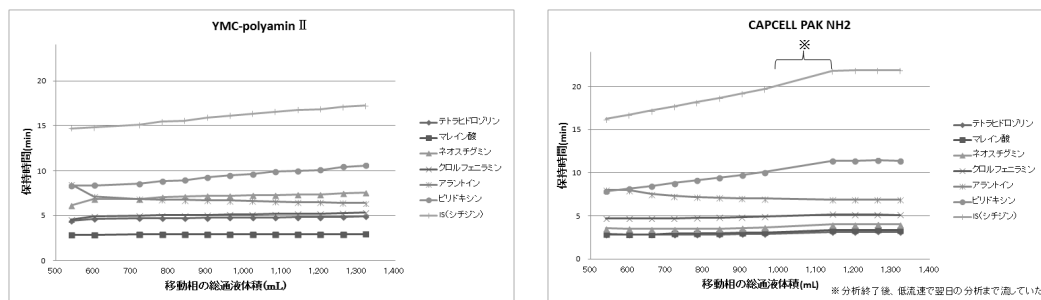 YMC-polyamin Ⅱ
保持時間(min)
20
15
10
5
0
500 600 700 800 900 1,000 1,100 1,200 1,300 1,400
移動相の総通液体積(mL)
テトラヒドロゾリン
マレイン酸
ネオスチグミン
クロルフェニラミン
アラントイン
ピリドキシン
IS(シチジン)
CAPCELL PAK NH2
※
保持時間(min)
20
15
10
5
0
500 600 700 800 900 1,000 1,100 1,200 1,300 1,400
移動相の総通液体積(mL)
テトラヒドロゾリン
マレイン酸
ネオスチグミン
クロルフェニラミン
アラントイン
ピリドキシン
IS(シチジン)
※分析終了後、低流速で翌日の分析まで流していた